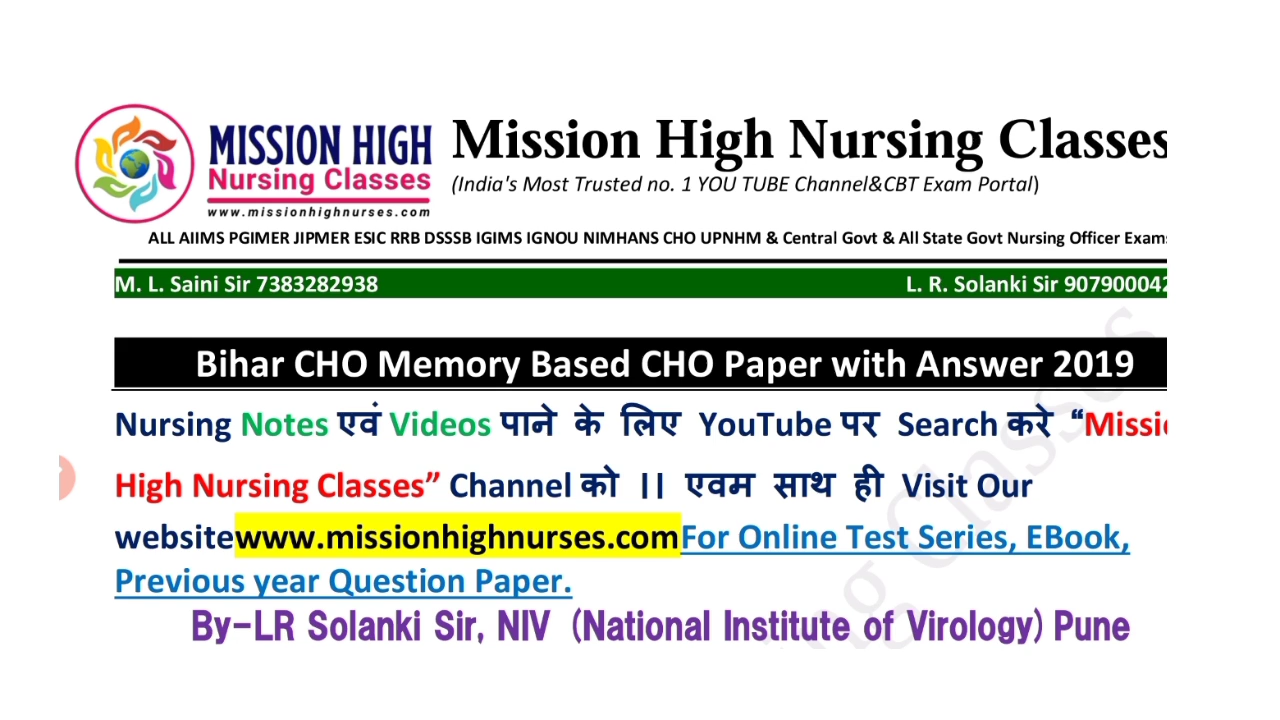 MISSION HIGH
Nursing Classes
www.missionhighnurses.com
Mission High Nursing Classes
(India's Most Trusted no. 1 YOU TUBE Channel&CBT Exam Portal)
ALL AIIMS PGIMER JIPMER ESIC RRB DSSSB IGIMS IGNOU NIMHANS CHO UPNHM & Central Govt & All State Govt Nursing Officer Exam
M. L. Saini Sir 7383282938 L. R. Solanki Sir 907900042
Bihar CHO Memory Based CHO Paper with Answer 2019
Nursing Notes एवं Videos पाने के लिए YouTube पर Search करे “Missi
High Nursing Classes” Channel को || एवम साथ ही Visit Our
websitewww.missionhighnurses.comFor Online Test Series, EBook,
Previous year Question Paper.
By-LR Solanki Sir, NIV (National Institute of Virology) Pune